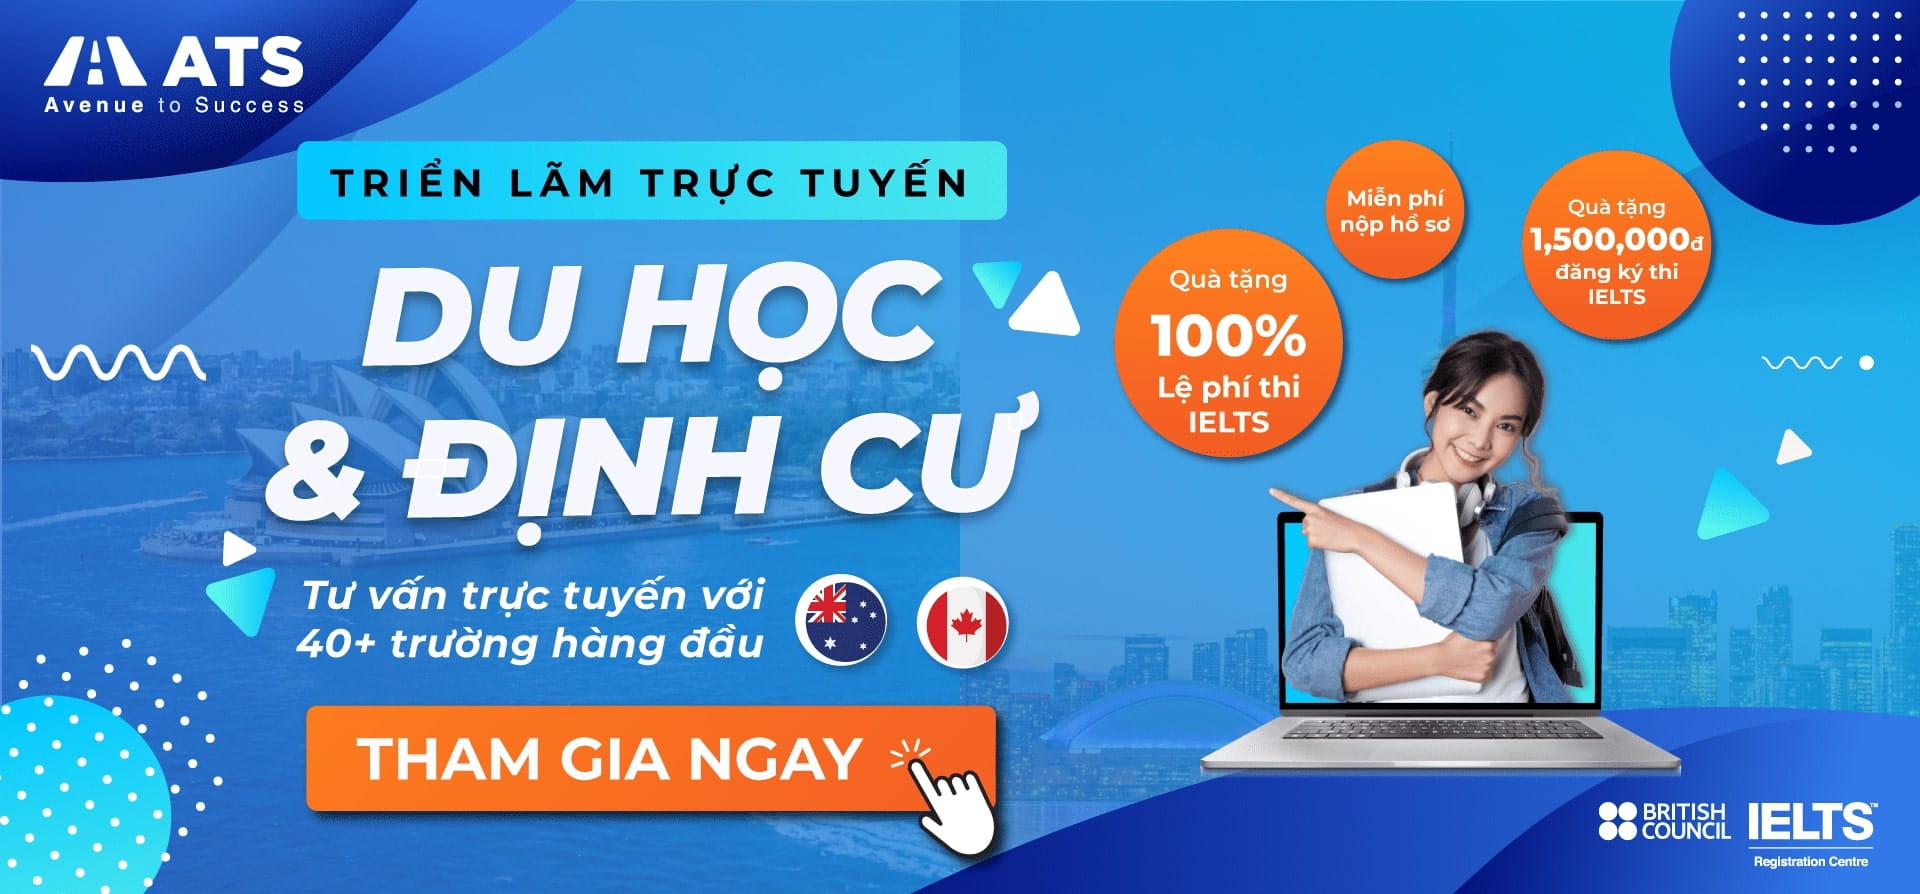 ATS
Avenue to Success
TRIỂN LÃM TRỰC TUYẾN
DU HỌC
& ĐỊNH CƯ
Tư vấn trực tuyến với
40+ trường hàng đầu
THAM GIA NGAY
Quà tặng
100%
Lệ phí thi
IELTS
Miễn phí
nộp hồ sơ
Quà tặng
1,500,000đ
đăng ký thi
IELTS
BRITISH
COUNCIL
IELTS™
Registration Centre